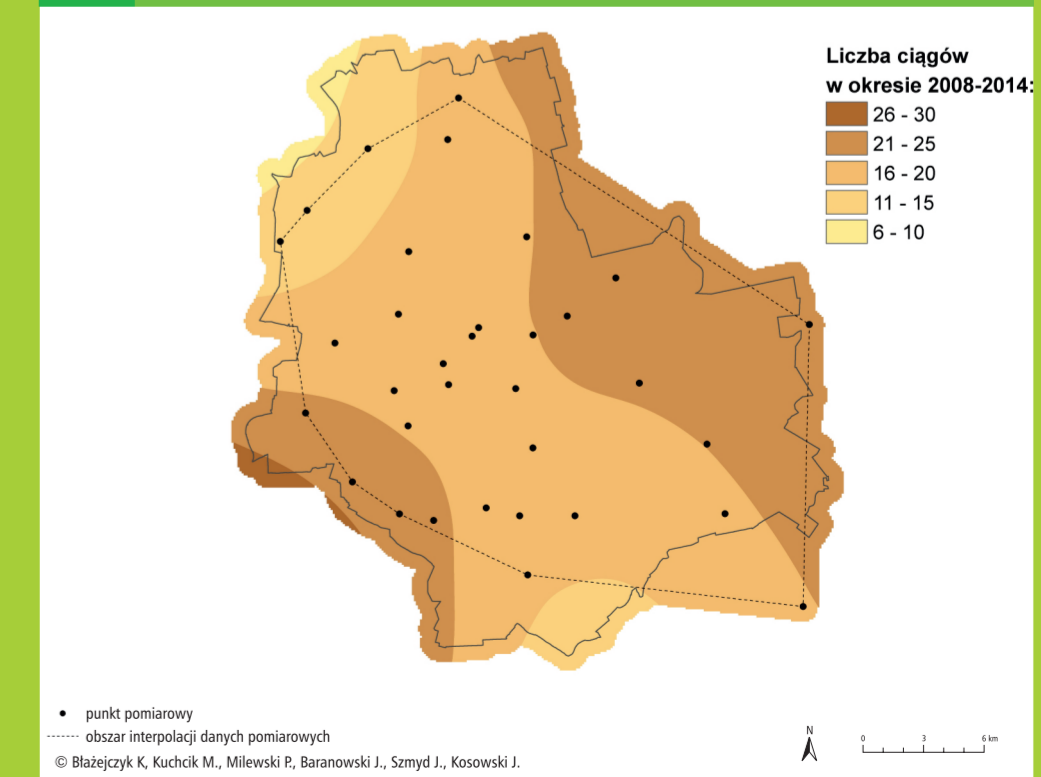 Liczba ciągów
w okresie 2008-2014:
26 - 30
21 - 25
16 - 20
11 - 15
6 - 10
punkt pomiarowy
obszar interpolacji danych pomiarowych
© Błażejczyk K, Kuchcik M., Milewski P., Baranowski J., Szmyd J., Kosowski J.
N
0 3 6 km